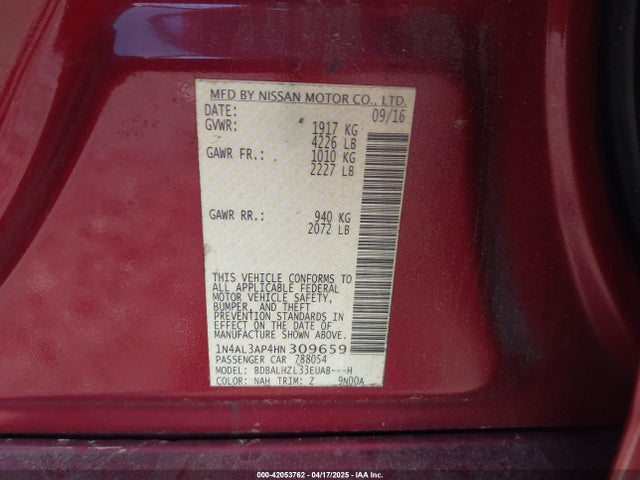 MFD BY NISSAN MOTOR CO., LTD.
DATE: 09/16
GVWR: 1917 KG
4226 LB
GAWR FR.: 1010 KG
2227 LB
GAWR RR.: 940 KG
2072 LB
THIS VEHICLE CONFORMS TO
ALL APPLICABLE FEDERAL
MOTOR VEHICLE SAFETY,
BUMPER, AND THEFT
PREVENTION STANDARDS IN
EFFECT ON THE DATE OF
MANUFACTURE SHOWN ABOVE.
1N4AL3AP4HN309659
PASSENGER CAR 788054
MODEL: BDBALHZL33EUAB---H
COLOR: NAH TRIM: Z 9N00A
000-42053762 / 04/17/2025 / IAA Inc.